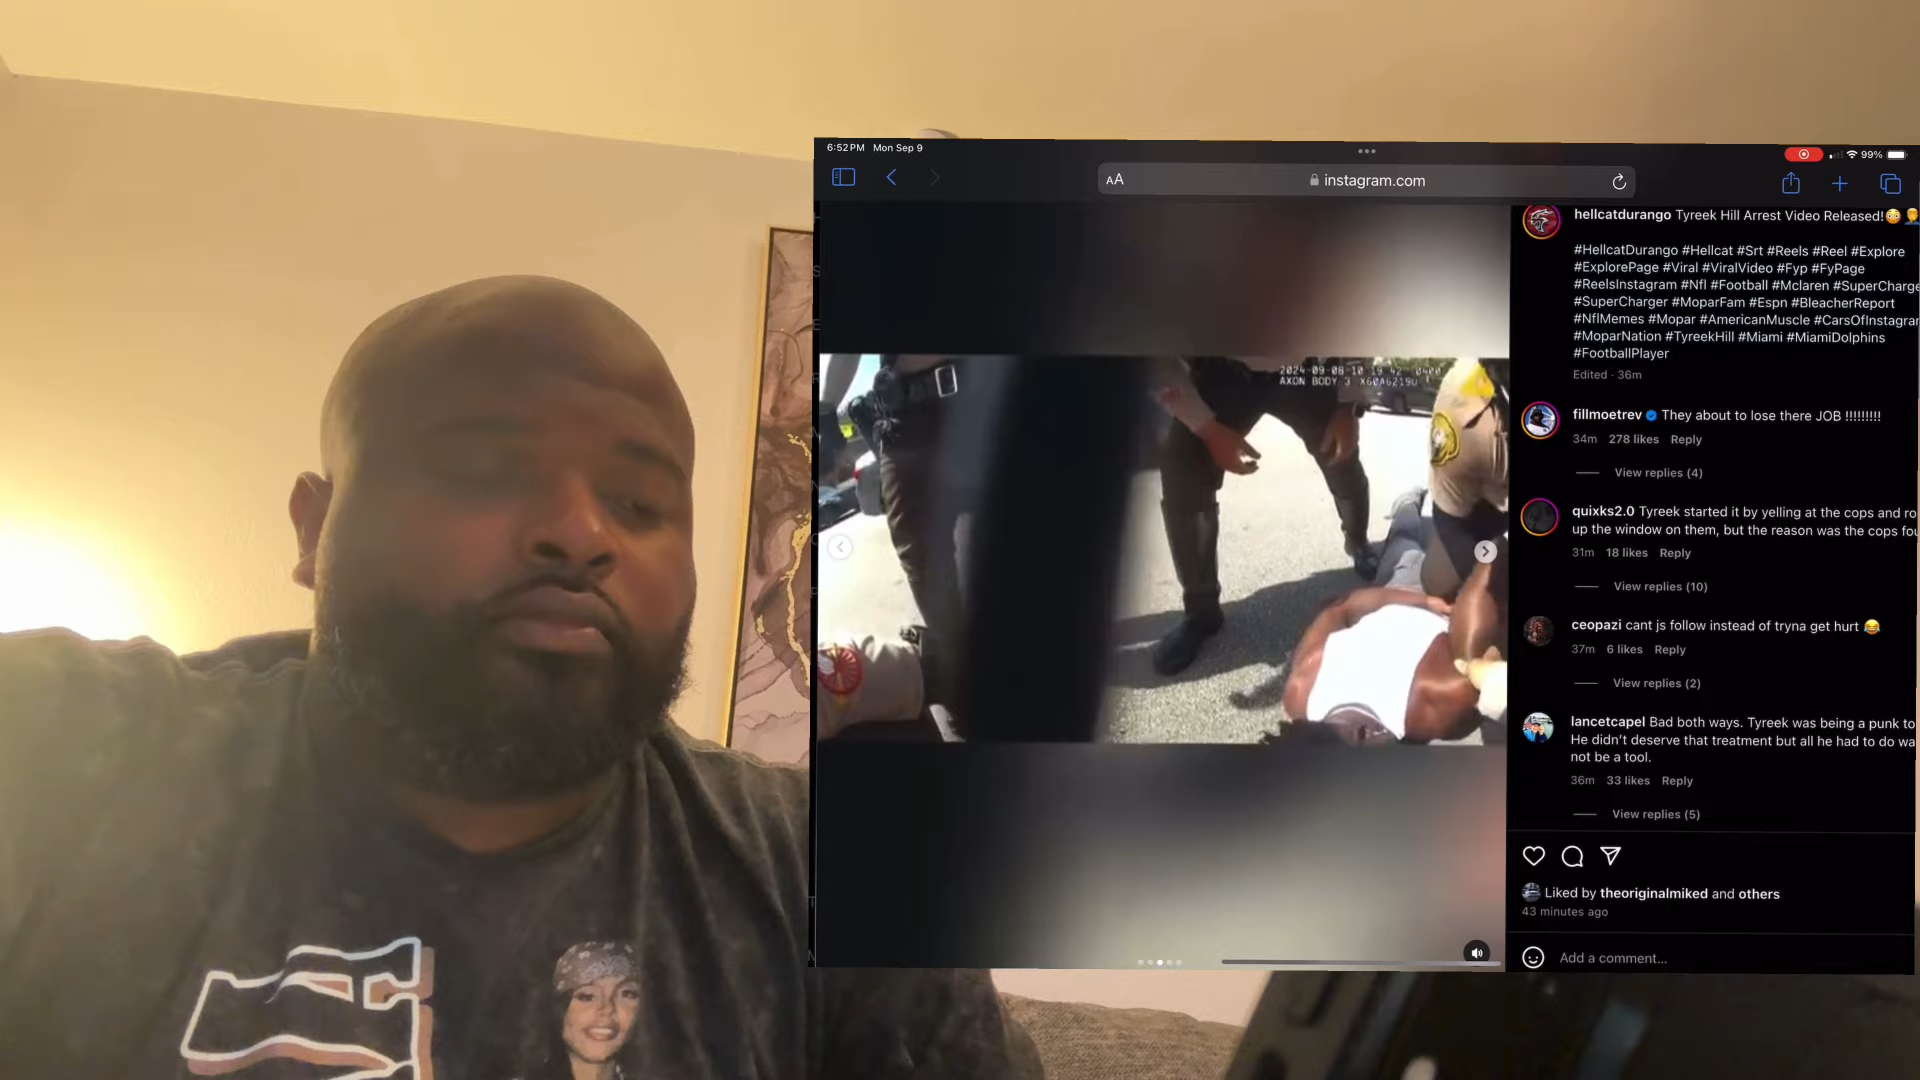 6:52 PM Mon Sep 9
99%
AA
instagram.com
hellcatdurango Tyreek Hill Arrest Video Released!😳🤦
#HellcatDurango #Hellcat #Srt #Reels #Reel #Explore
#ExplorePage #Viral #ViralVideo #Fyp #FyPage
#ReelsInstagram #Nfl #Football #Mclaren #SuperCharge
#SuperCharger #MoparFam #Espn #BleacherReport
#NflMemes #Mopar #AmericanMuscle #CarsOfInstagram
#MoparNation #TyreekHill #Miami #MiamiDolphins
#FootballPlayer
Edited · 36m
2024-09-08 10 19 42 -0400
AXON BODY 3 X60A6219U
fillmoetrev They about to lose there JOB !!!!!!!!!
34m 278 likes Reply
View replies (4)
quixks2.0 Tyreek started it by yelling at the cops and ro
up the window on them, but the reason was the cops fou
31m 18 likes Reply
View replies (10)
ceopazi cant js follow instead of tryna get hurt 😂
37m 6 likes Reply
View replies (2)
lancetcapel Bad both ways. Tyreek was being a punk to
He didn't deserve that treatment but all he had to do wa
not be a tool.
36m 33 likes Reply
View replies (5)
Liked by theoriginalmiked and others
43 minutes ago
Add a comment...